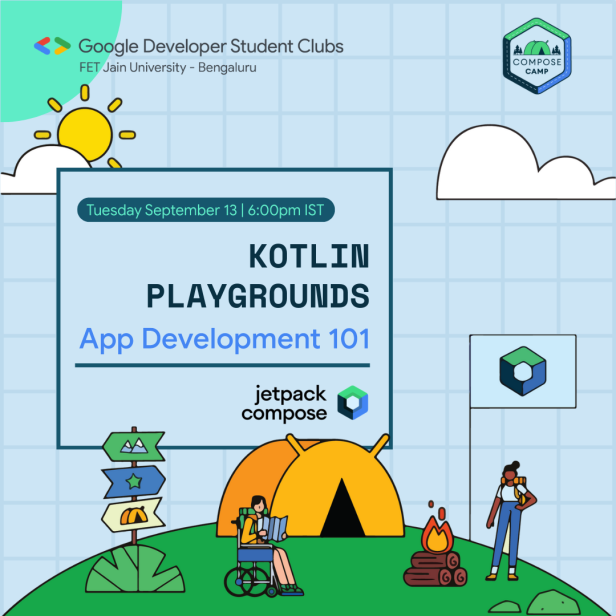 Google Developer Student Clubs
FET Jain University - Bengaluru
COMPOSE
CAMP
Tuesday September 13 | 6:00pm IST
KOTLIN
PLAYGROUNDS
App Development 101
jetpack
compose